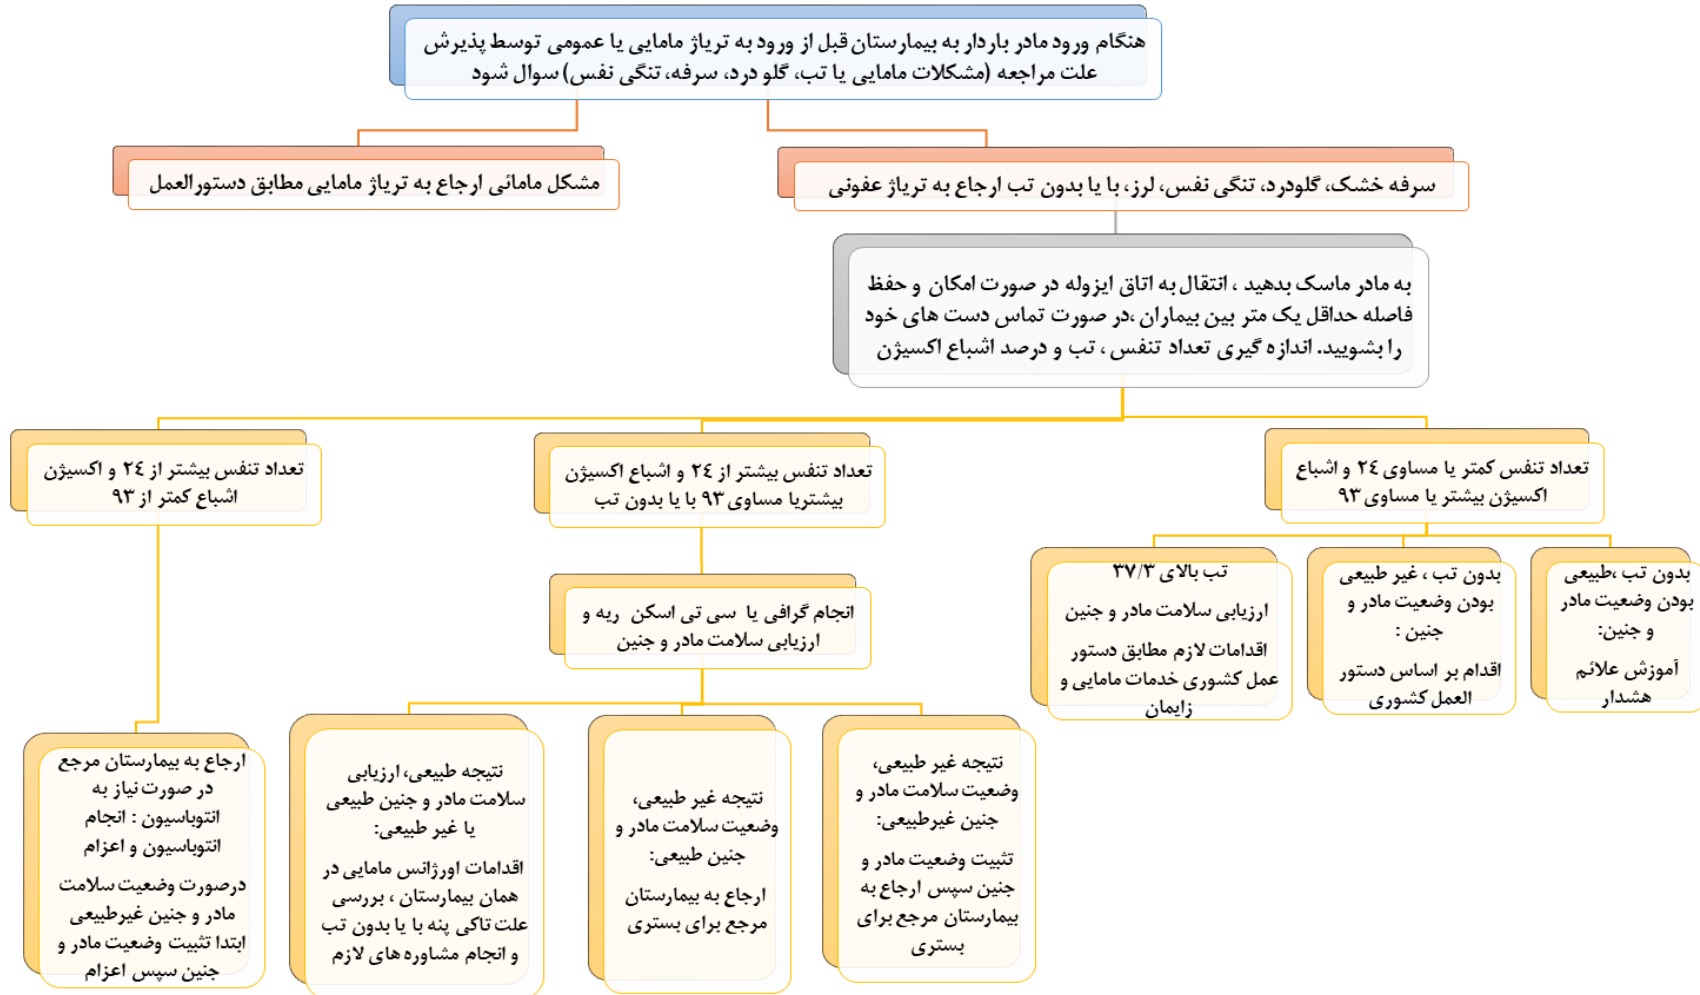 هنگام ورود مادر باردار به بیمارستان قبل از ورود به تریاژ مامایی یا عمومی توسط پذیرش
علت مراجعه (مشکلات مامایی یا تب، گلو درد، سرفه، تنگی نفس) سوال شود
سرفه خشک، گلودرد، تنگی نفس، لرز، با یا بدون تب ارجاع به تریاژ عفونی
مشکل مامائی ارجاع به تریاژ مامایی مطابق دستورالعمل
به مادر ماسک بدهید ، انتقال به اتاق ایزوله در صورت امکان و حفظ
فاصله حداقل یک متر بین بیماران ،در صورت تماس دست های خود
را بشویید. اندازه گیری تعداد تنفس ، تب و درصد اشباع اکسیژن
تعداد تنفس کمتر یا مساوی ٢٤ و اشباع
اکسیژن بیشتر یا مساوی ۹۳
تعداد تنفس بیشتر از ٢٤ و اشباع اکسیژن
بیشتریا مساوی ۹۳ با یا بدون تب
تعداد تنفس بیشتر از ٢٤ و اکسیژن
اشباع کمتر از ۹۳
بدون تب ،طبیعی
بودن وضعیت مادر
و جنین:
آموزش علائم
هشدار
بدون تب ، غیر طبیعی
بودن وضعیت مادر و
جنین :
اقدام بر اساس دستور
العمل کشوری
تب بالای ۳۷/۳
ارزیابی سلامت مادر و جنین
اقدامات لازم مطابق دستور
عمل کشوری خدمات مامایی و
زایمان
انجام گرافی یا سی تی اسکن ریه و
ارزیابی سلامت مادر و جنین
نتیجه غیر طبیعی،
وضعیت سلامت مادر و
جنین غیرطبیعی:
تثبیت وضعیت مادر و
جنین سپس ارجاع به
بیمارستان مرجع برای
بستری
نتیجه غیر طبیعی،
وضعیت سلامت مادر و
جنین طبیعی:
ارجاع به بیمارستان
مرجع برای بستری
نتیجه طبیعی، ارزیابی
سلامت مادر و جنین طبیعی
یا غیر طبیعی:
اقدامات اورژانس مامایی در
همان بیمارستان ، بررسی
علت تاکی پنه با یا بدون تب
و انجام مشاوره های لازم
ارجاع به بیمارستان مرجع
در صورت نیاز به
انتوباسیون : انجام
انتوباسیون و اعزام
درصورت وضعیت سلامت
مادر و جنین غیرطبیعی
ابتدا تثبیت وضعیت مادر و
جنین سپس اعزام